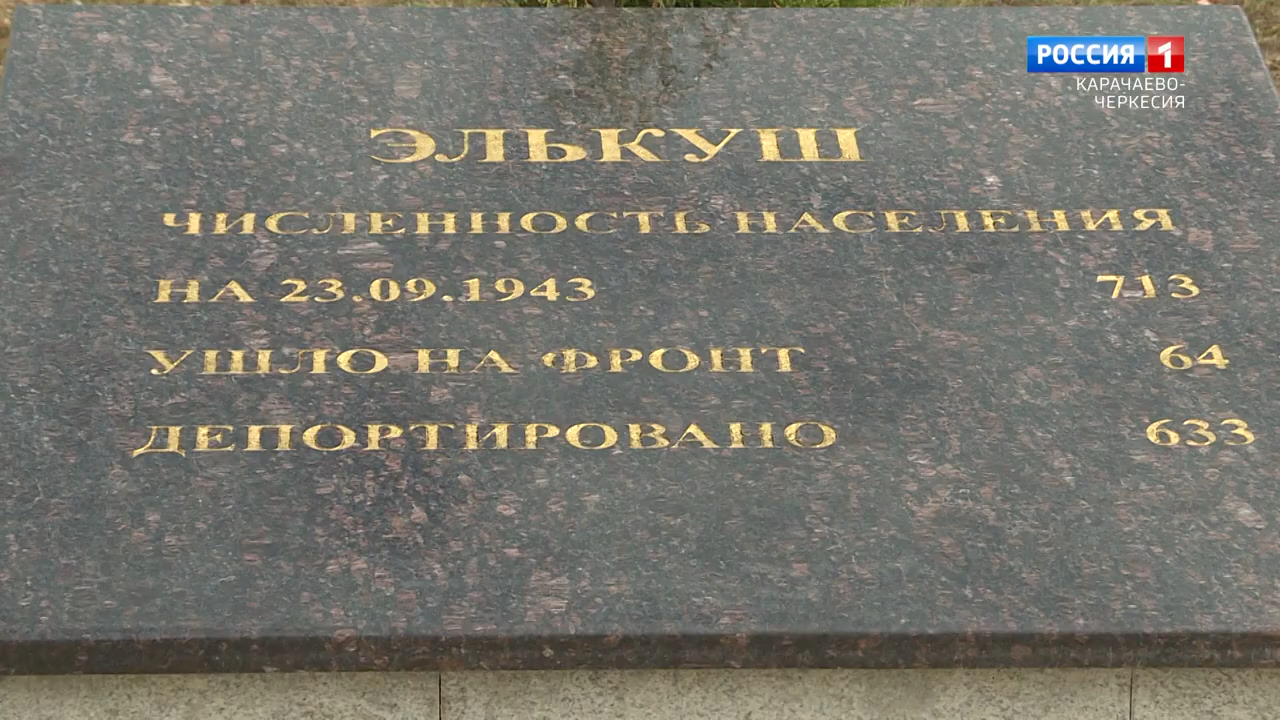 РОССИЯ 1
КАРАЧАЕВО-
ЧЕРКЕСИЯ
ЭЛЬКУШ
ЧИСЛЕННОСТЬ НАСЕЛЕНИЯ
НА 23.09.1943 713
УШЛО НА ФРОНТ 64
ДЕПОРТИРОВАНО 633